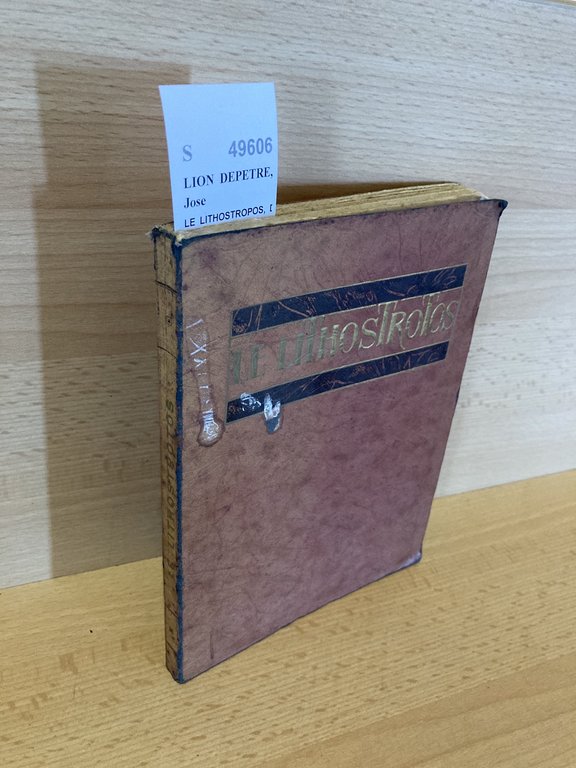 S 49606
LION DEPETRE,
Jose
LE LITHOSTROPOS, D
LE LITHOSTROTOS